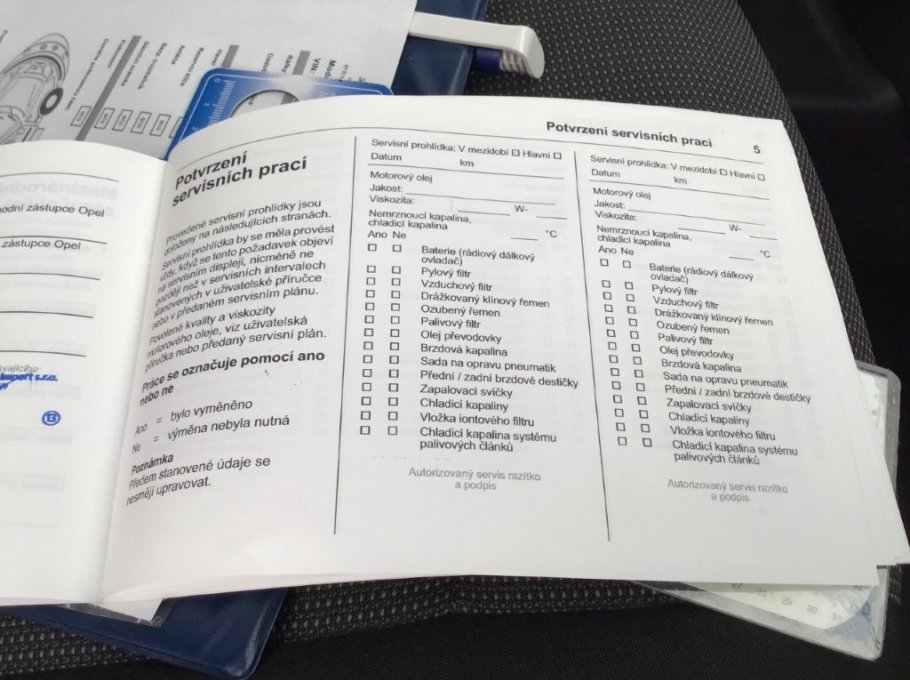 Model
VIN:
hodní zástupce Opel
zástupce Opel
Import s.r.o.
13
Potvrzení servisních prací
5
Potvrzení
servisních prací
Provedené servisní prohlídky jsou
doloženy na následujících stranách.
Servisní prohlídka by se měla provést
vždy, když se tento požadavek objeví
na servisním displeji, nicméně ne
později než v servisních intervalech
stanovených v uživatelské příručce
nebo v předaném servisním plánu.
Povolené kvality a viskozity
motorového oleje, viz uživatelská
příručka nebo předaný servisní plán.
Práce se označuje pomocí ano
nebo ne
Ano = bylo vyměněno
Ne = výměna nebyla nutná
Poznámka
Předem stanovené údaje se
nesmějí upravovat.
Servisní prohlídka: V mezidobí ☐ Hlavní ☐
Datum km
Motorový olej
Jakost:
Viskozita: W-
Nemrznoucí kapalina,
chladicí kapalina °C
Ano Ne
☐ ☐ Baterie (rádiový dálkový
ovladač)
☐ ☐ Pylový filtr
☐ ☐ Vzduchový filtr
☐ ☐ Drážkovaný klínový řemen
☐ ☐ Ozubený řemen
☐ ☐ Palivový filtr
☐ ☐ Olej převodovky
☐ ☐ Brzdová kapalina
☐ ☐ Sada na opravu pneumatik
☐ ☐ Přední / zadní brzdové destičky
☐ ☐ Zapalovací svíčky
☐ ☐ Chladicí kapaliny
☐ ☐ Vložka iontového filtru
☐ ☐ Chladicí kapalina systému
palivových článků
Autorizovaný servis razítko
a podpis
Servisní prohlídka: V mezidobí ☐ Hlavní ☐
Datum km
Motorový olej
Jakost:
Viskozita: W-
Nemrznoucí kapalina,
chladicí kapalina °C
Ano Ne
☐ ☐ Baterie (rádiový dálkový
ovladač)
☐ ☐ Pylový filtr
☐ ☐ Vzduchový filtr
☐ ☐ Drážkovaný klínový řemen
☐ ☐ Ozubený řemen
☐ ☐ Palivový filtr
☐ ☐ Olej převodovky
☐ ☐ Brzdová kapalina
☐ ☐ Sada na opravu pneumatik
☐ ☐ Přední / zadní brzdové destičky
☐ ☐ Zapalovací svíčky
☐ ☐ Chladicí kapaliny
☐ ☐ Vložka iontového filtru
☐ ☐ Chladicí kapalina systému
palivových článků
Autorizovaný servis razítko
a podpis
28 29 30 31